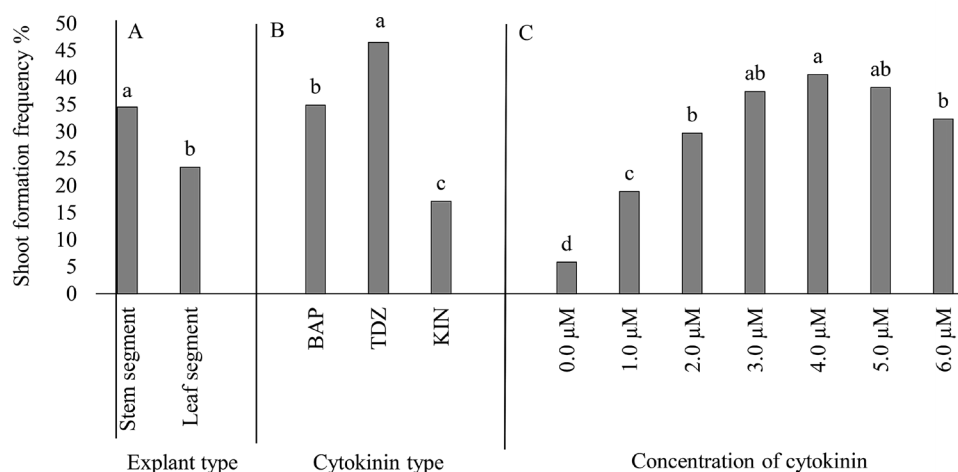 Shoot formation frequency %
50
45
40
35
30
25
20
15
10
5
0
A
a
b
Stem segment
Leaf segment
Explant type
B
b
a
c
BAP
TDZ
KIN
Cytokinin type
C
d
c
b
ab
a
ab
b
0.0 μM
1.0 μM
2.0 μM
3.0 μM
4.0 μM
5.0 μM
6.0 μM
Concentration of cytokinin